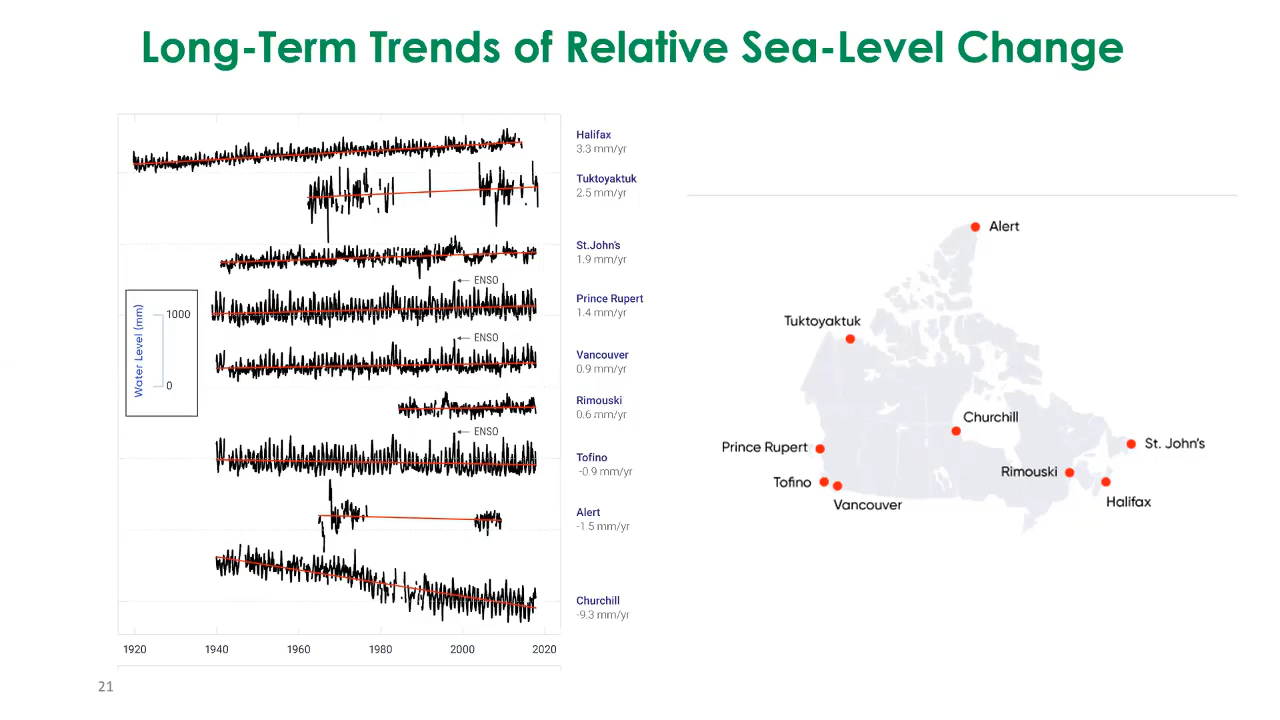 Long-Term Trends of Relative Sea-Level Change
Halifax
3.3 mm/yr
Tuktoyaktuk
2.5 mm/yr
St.John's
1.9 mm/yr
← ENSO
Prince Rupert
1.4 mm/yr
← ENSO
Vancouver
0.9 mm/yr
Rimouski
0.6 mm/yr
← ENSO
Tofino
-0.9 mm/yr
Alert
-1.5 mm/yr
Churchill
-9.3 mm/yr
Water Level (mm)
1000
0
1920 1940 1960 1980 2000 2020
Alert
Tuktoyaktuk
Churchill
Prince Rupert
St. John's
Rimouski
Tofino
Vancouver
Halifax
21